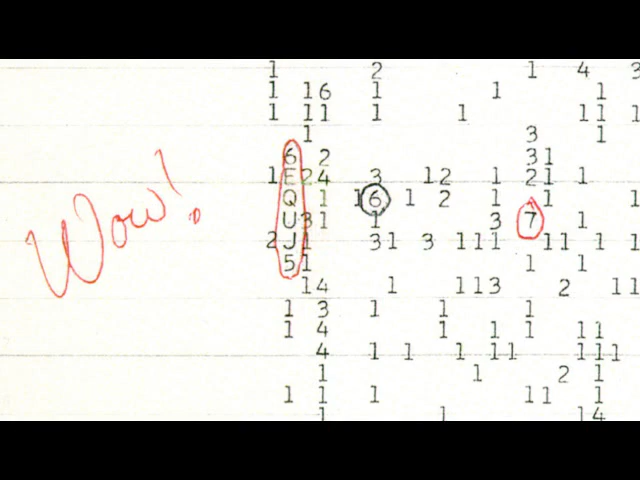 1 2 1 4 3
1 16 1 1 1
1 11 1 1 11 1
1 3 1
6 2 31
1E24 3 12 1 21 1
Wow!
Q 1 16 1 2 1 1 1
U31 1 3 7 1
2J1 31 3 111 11 1 1
51 1 1
14 1 113 2 11
1 3 1 1 1
1 4 1 1 1 11
4 1 1 1 11 111
1 1 2 1
1 1 1 11 1
1 1 14